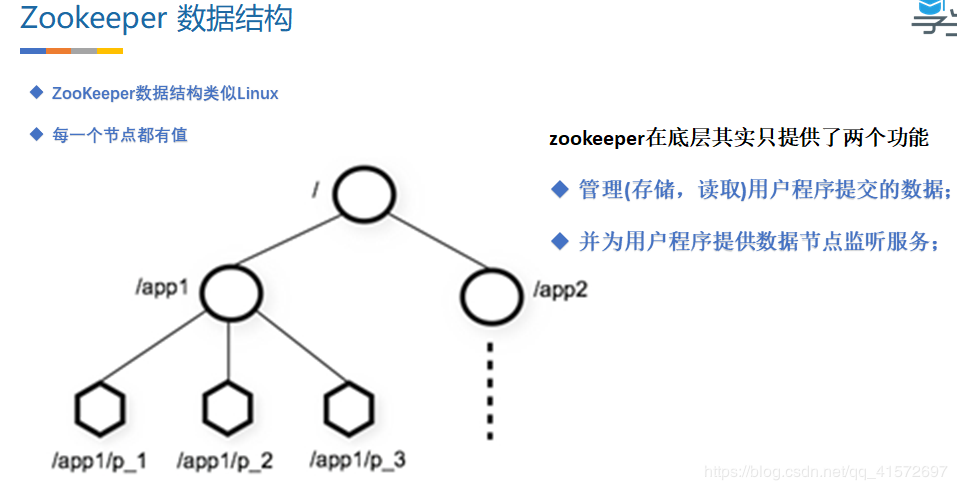 Zookeeper 数据结构
ZooKeeper数据结构类似Linux
每一个节点都有值
zookeeper在底层其实只提供了两个功能
管理(存储，读取)用户程序提交的数据；
并为用户程序提供数据节点监听服务；
/
/app1
/app2
/app1/p_1
/app1/p_2
/app1/p_3
https://blog.csdn.net/qq_41572697